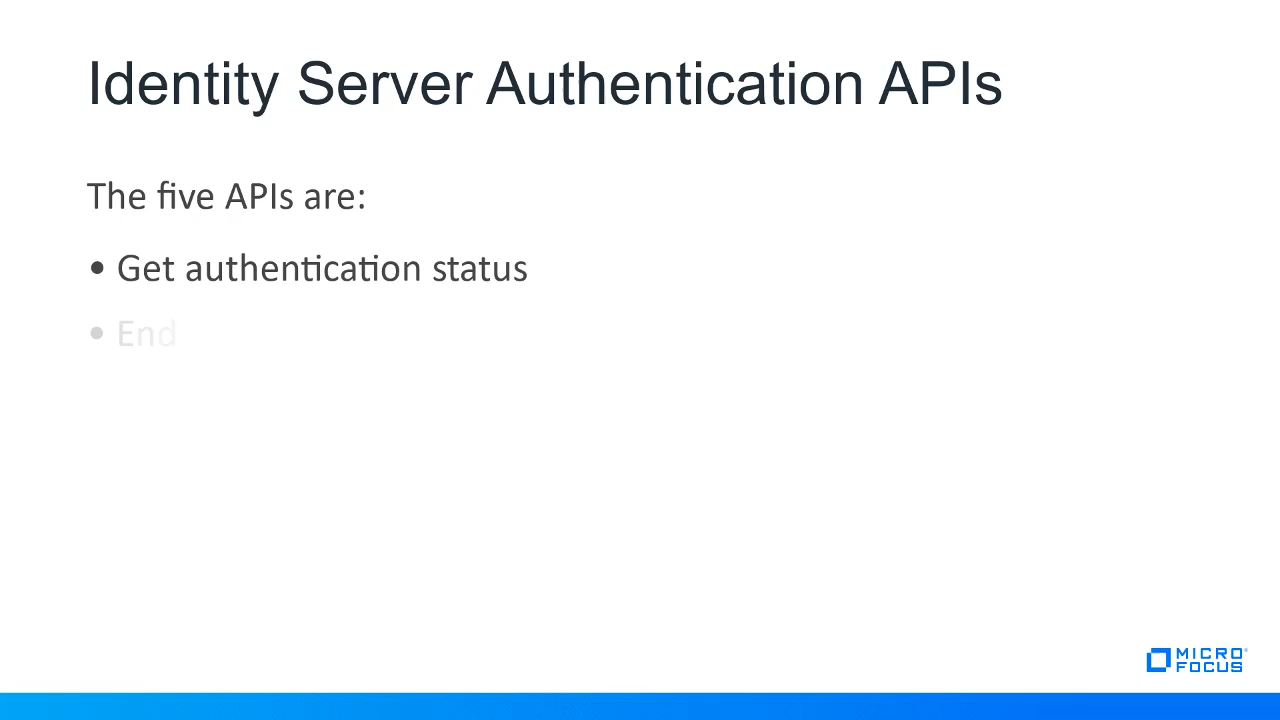 Identity Server Authentication APIs
The five APIs are:
• Get authentication status
• End
MICRO
FOCUS